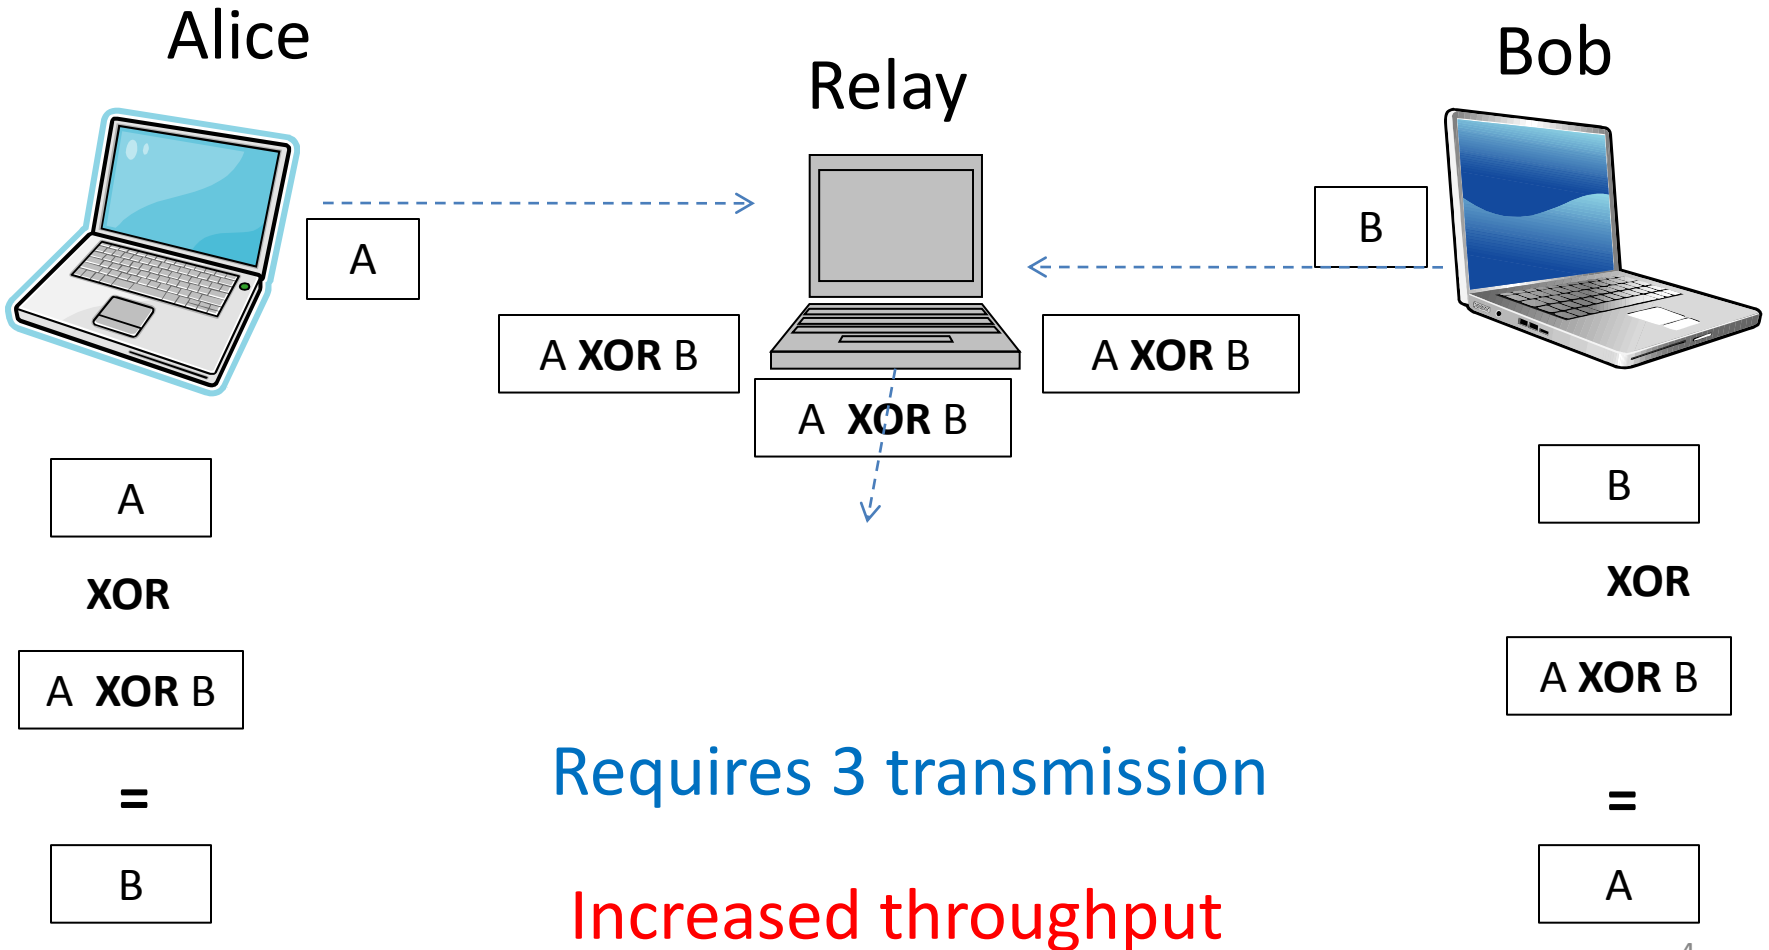 Alice
Relay
Bob
A
B
A XOR B
A XOR B
A XOR B
A
XOR
A XOR B
=
B
B
XOR
A XOR B
=
A
Requires 3 transmission
Increased throughput